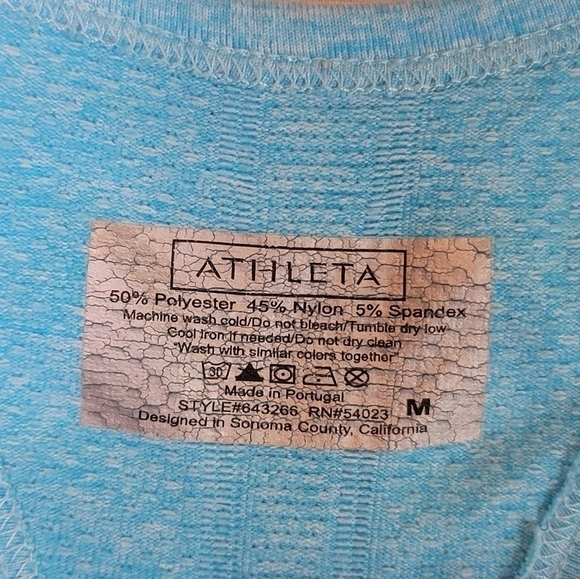 ATHLETA
50% Polyester 45% Nylon 5% Spandex
Machine wash cold/Do not bleach/Tumble dry low
Cool iron if needed/Do not dry clean
"Wash with similar colors together"
30
Made in Portugal
STYLE#643266 RN#54023 M
Designed in Sonoma County, California